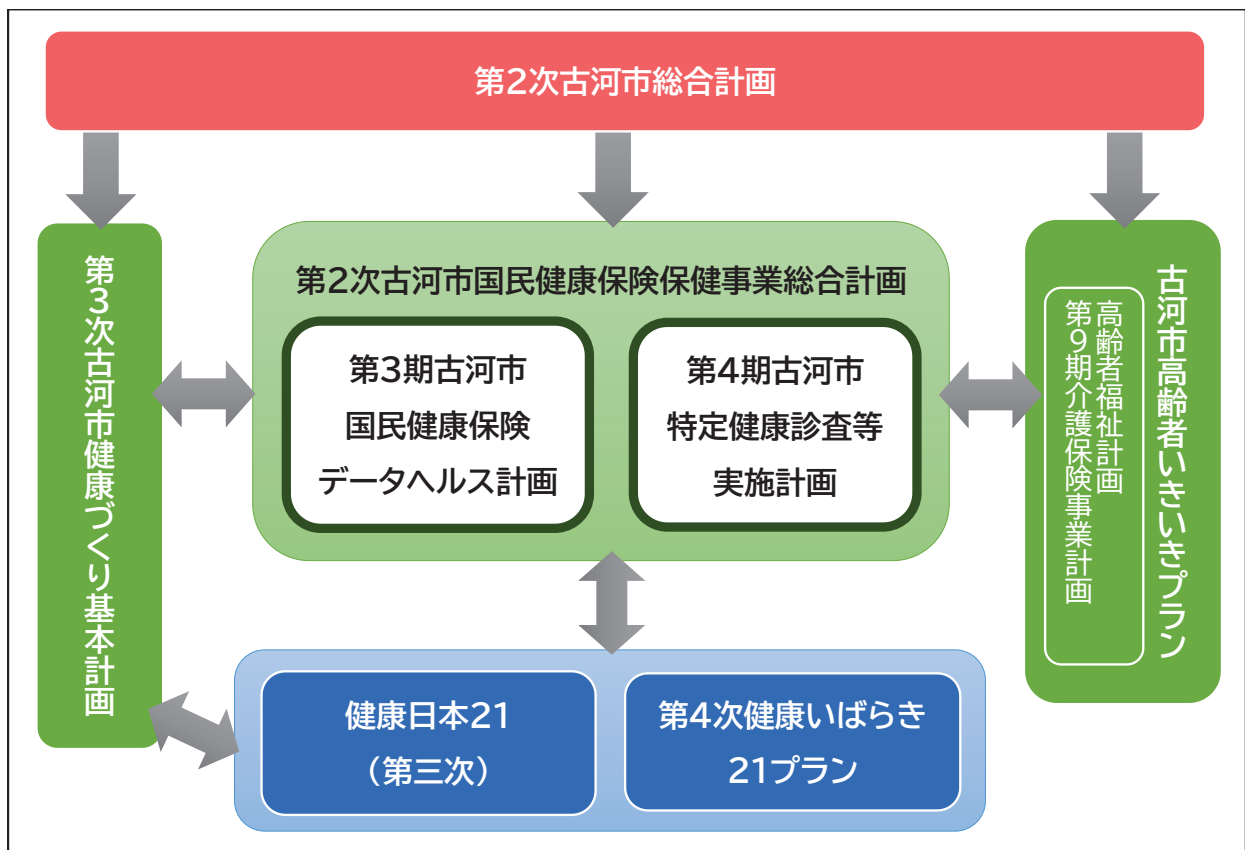 第2次古河市総合計画
第3次古河市健康づくり基本計画
第2次古河市国民健康保険保健事業総合計画
第3期古河市
国民健康保険
データヘルス計画
第4期古河市
特定健康診査等
実施計画
古河市高齢者いきいきプラン
高齢者福祉計画
第9期介護保険事業計画
健康日本21
（第三次）
第4次健康いばらき
21プラン